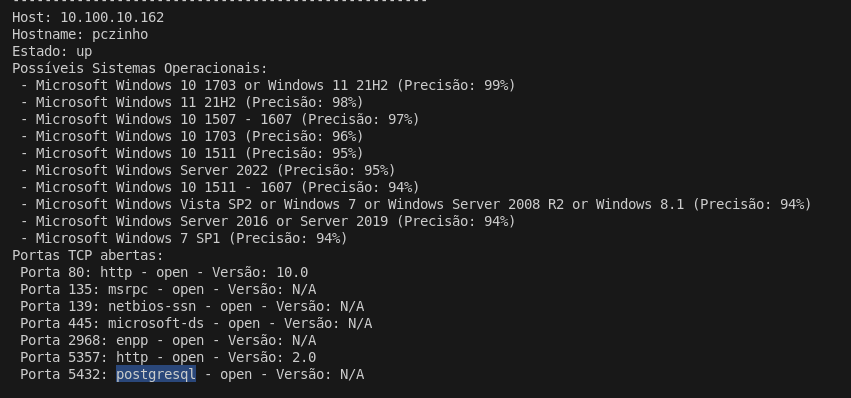 ----------------------------------------------------
Host: 10.100.10.162
Hostname: pczinho
Estado: up
Possíveis Sistemas Operacionais:
 - Microsoft Windows 10 1703 or Windows 11 21H2 (Precisão: 99%)
 - Microsoft Windows 11 21H2 (Precisão: 98%)
 - Microsoft Windows 10 1507 - 1607 (Precisão: 97%)
 - Microsoft Windows 10 1703 (Precisão: 96%)
 - Microsoft Windows 10 1511 (Precisão: 95%)
 - Microsoft Windows Server 2022 (Precisão: 95%)
 - Microsoft Windows 10 1511 - 1607 (Precisão: 94%)
 - Microsoft Windows Vista SP2 or Windows 7 or Windows Server 2008 R2 or Windows 8.1 (Precisão: 94%)
 - Microsoft Windows Server 2016 or Server 2019 (Precisão: 94%)
 - Microsoft Windows 7 SP1 (Precisão: 94%)
Portas TCP abertas:
 Porta 80: http - open - Versão: 10.0
 Porta 135: msrpc - open - Versão: N/A
 Porta 139: netbios-ssn - open - Versão: N/A
 Porta 445: microsoft-ds - open - Versão: N/A
 Porta 2968: enpp - open - Versão: N/A
 Porta 5357: http - open - Versão: 2.0
 Porta 5432: postgresql - open - Versão: N/A